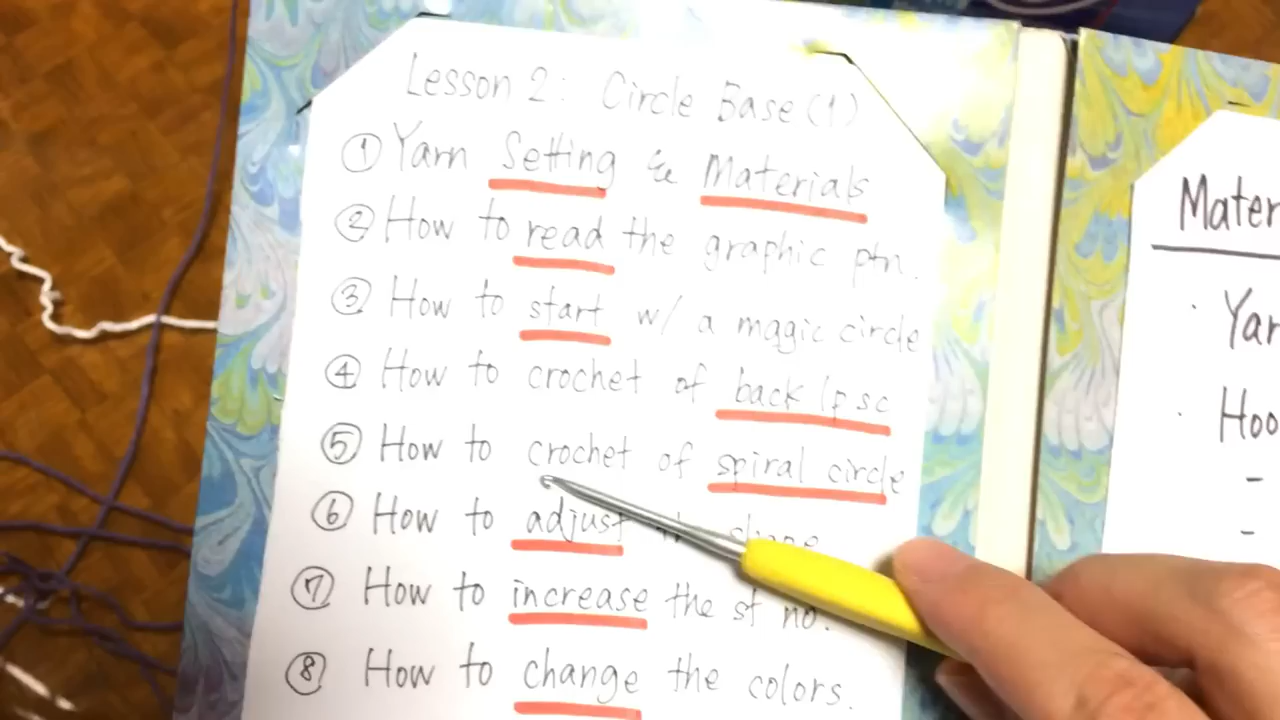 Lesson 2: Circle Base (1)
① Yarn Setting & Materials
② How to read the graphic ptn.
③ How to start w/ a magic circle
④ How to crochet of back lp sc
⑤ How to crochet of spiral circle
⑥ How to adjust shape
⑦ How to increase the st no.
⑧ How to change the colors.
Mater
· Yar
· Hoo
-
-